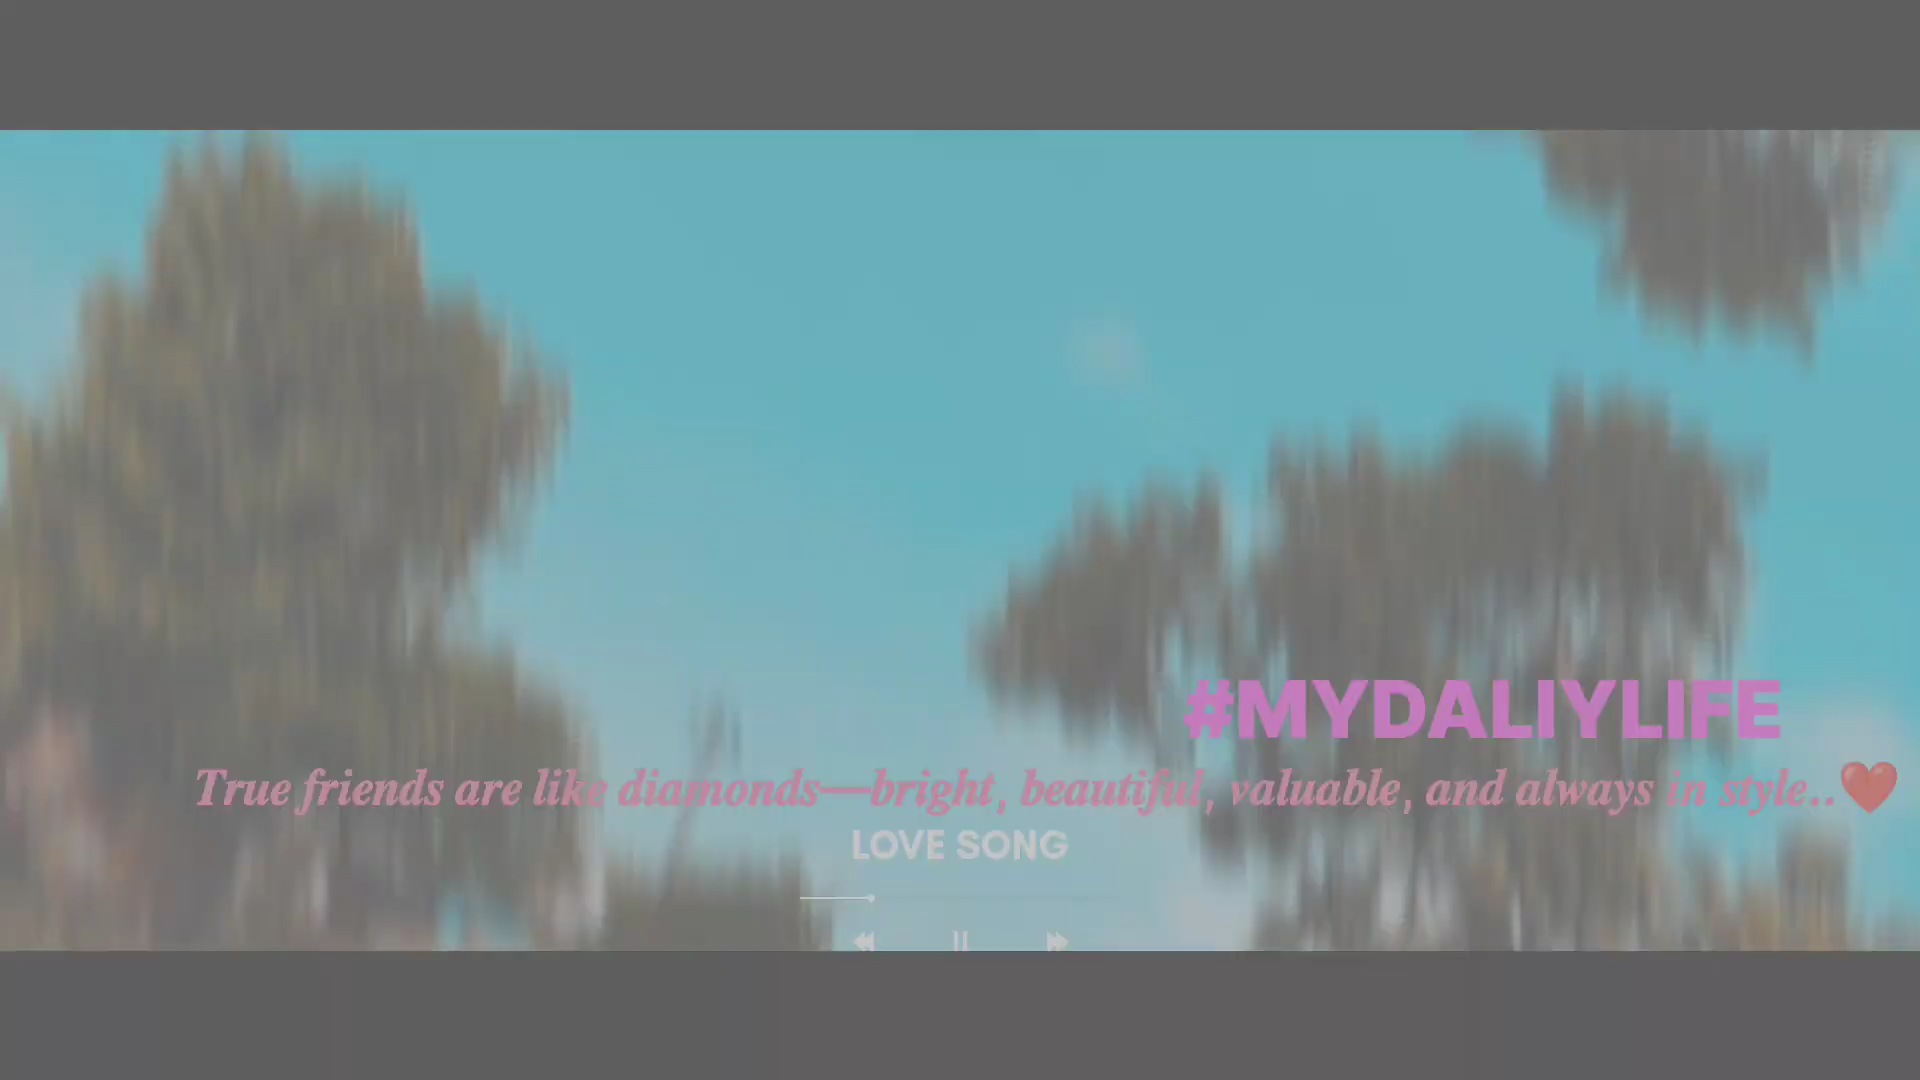 #MYDALIYLIFE
True friends are like diamonds—bright, beautiful, valuable, and always in style..❤️
LOVE SONG